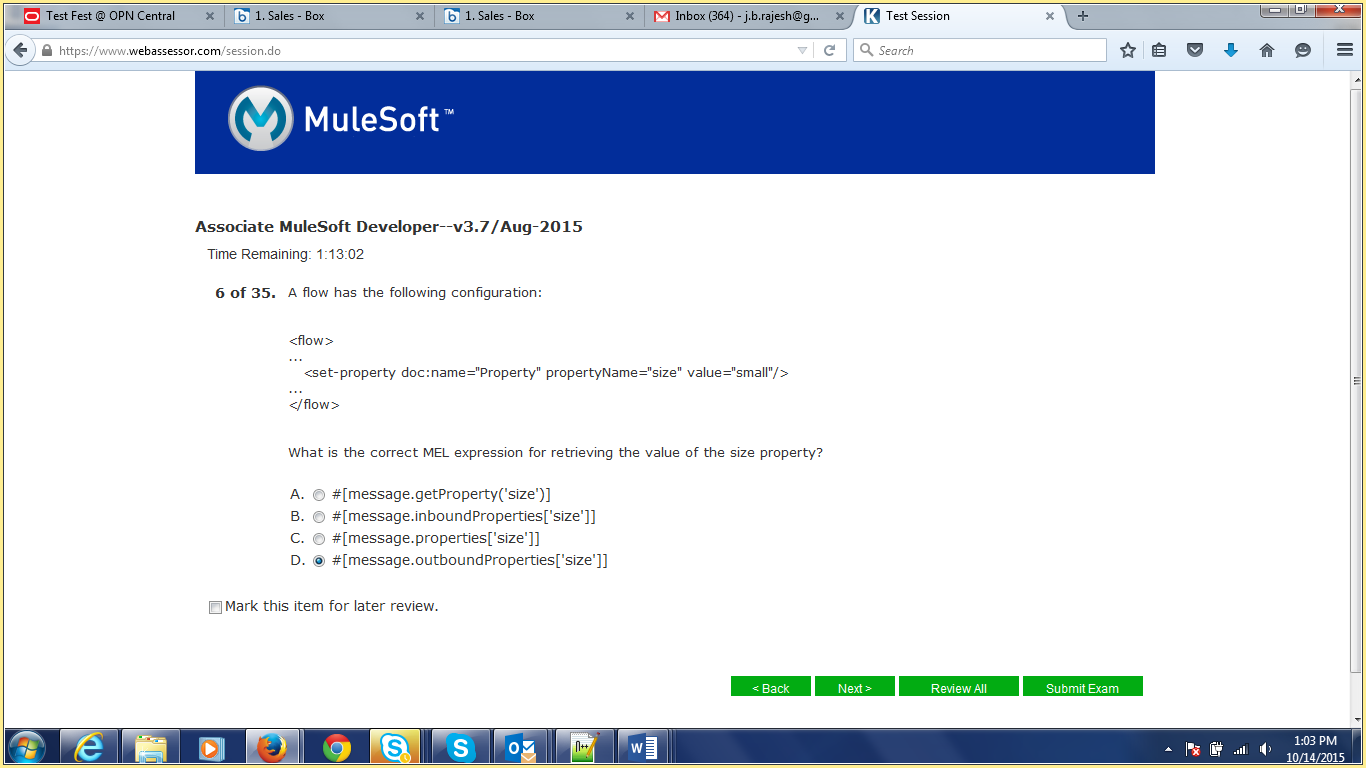 Test Fest @ OPN Central
1. Sales - Box
1. Sales - Box
Inbox (364) - j.b.rajesh@g...
Test Session
https://www.webassessor.com/session.do
Search
MuleSoft™
Associate MuleSoft Developer--v3.7/Aug-2015
Time Remaining: 1:13:02
6 of 35. A flow has the following configuration:
<flow>
...
<set-property doc:name="Property" propertyName="size" value="small"/>
...
</flow>
What is the correct MEL expression for retrieving the value of the size property?
A. #[message.getProperty('size')]
B. #[message.inboundProperties['size']]
C. #[message.properties['size']]
D. #[message.outboundProperties['size']]
Mark this item for later review.
< Back
Next >
Review All
Submit Exam
1:03 PM
10/14/2015